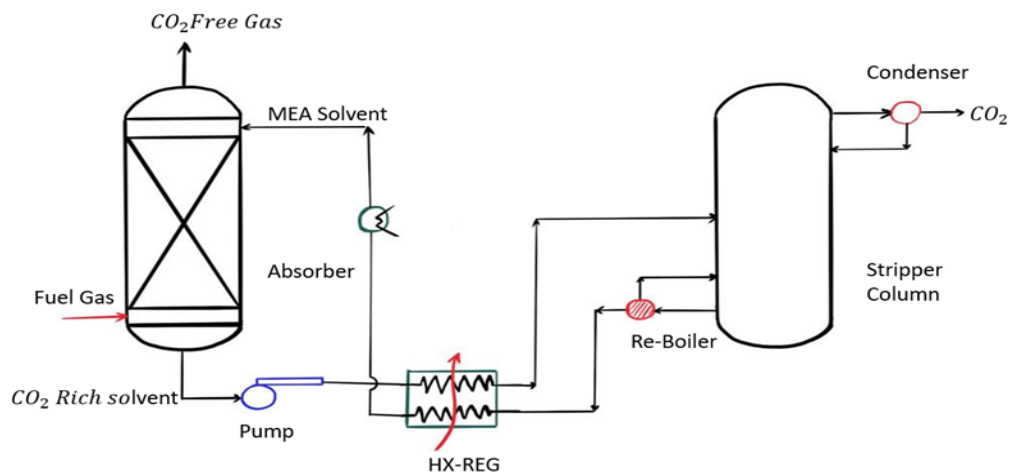 CO2Free Gas
Condenser
MEA Solvent
CO2
Absorber
Stripper
Column
Fuel Gas
Re-Boiler
CO2 Rich solvent
Pump
HX-REG